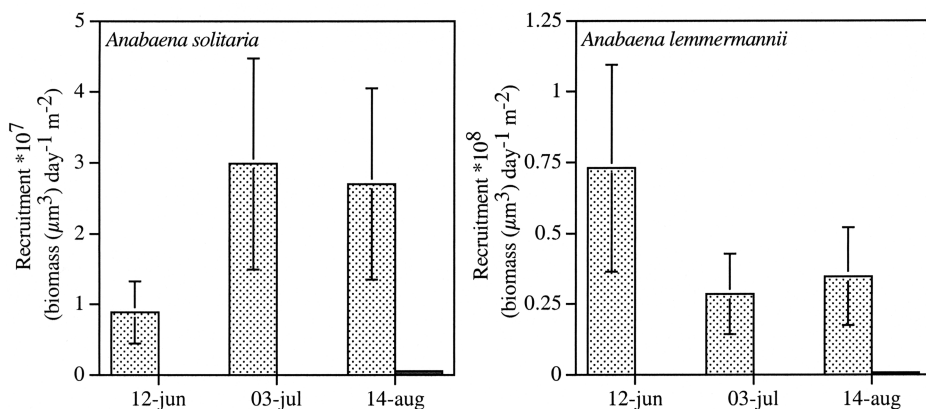 Anabaena solitaria
Recruitment *10^7
(biomass (μm^3) day^-1 m^-2)
5
4
3
2
1
0
12-jun 03-jul 14-aug
Anabaena lemmermannii
Recruitment *10^8
(biomass (μm^3) day^-1 m^-2)
1.25
1
0.75
0.5
0.25
0
12-jun 03-jul 14-aug